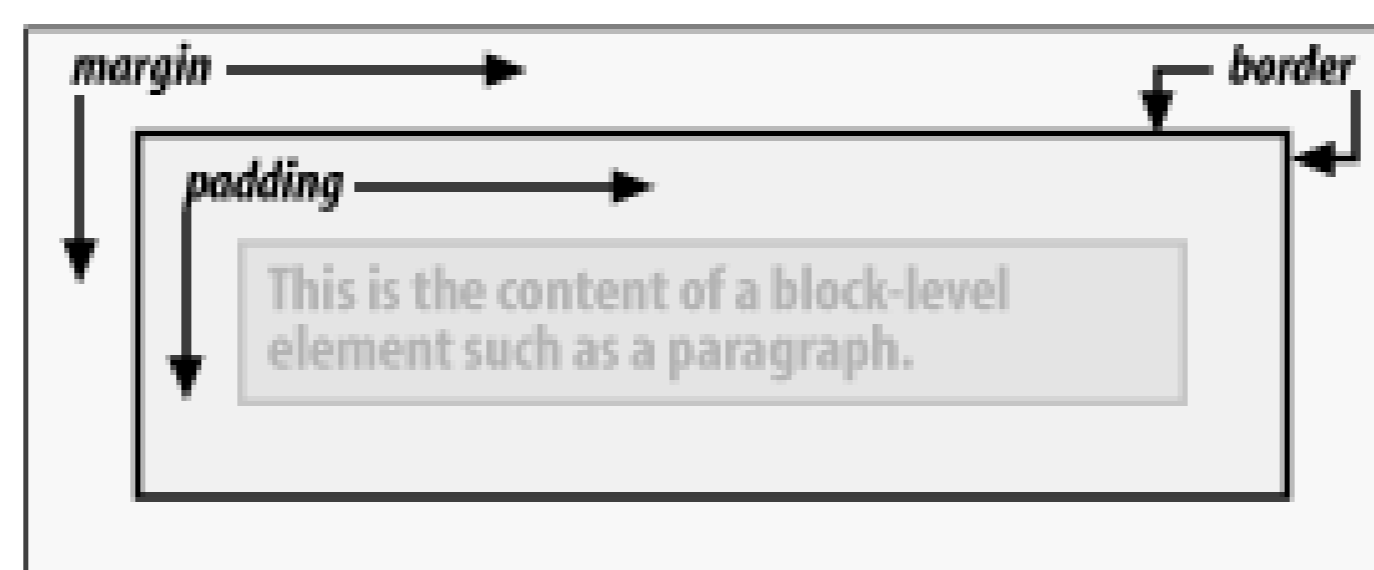 margin
border
padding
This is the content of a block-level
element such as a paragraph.